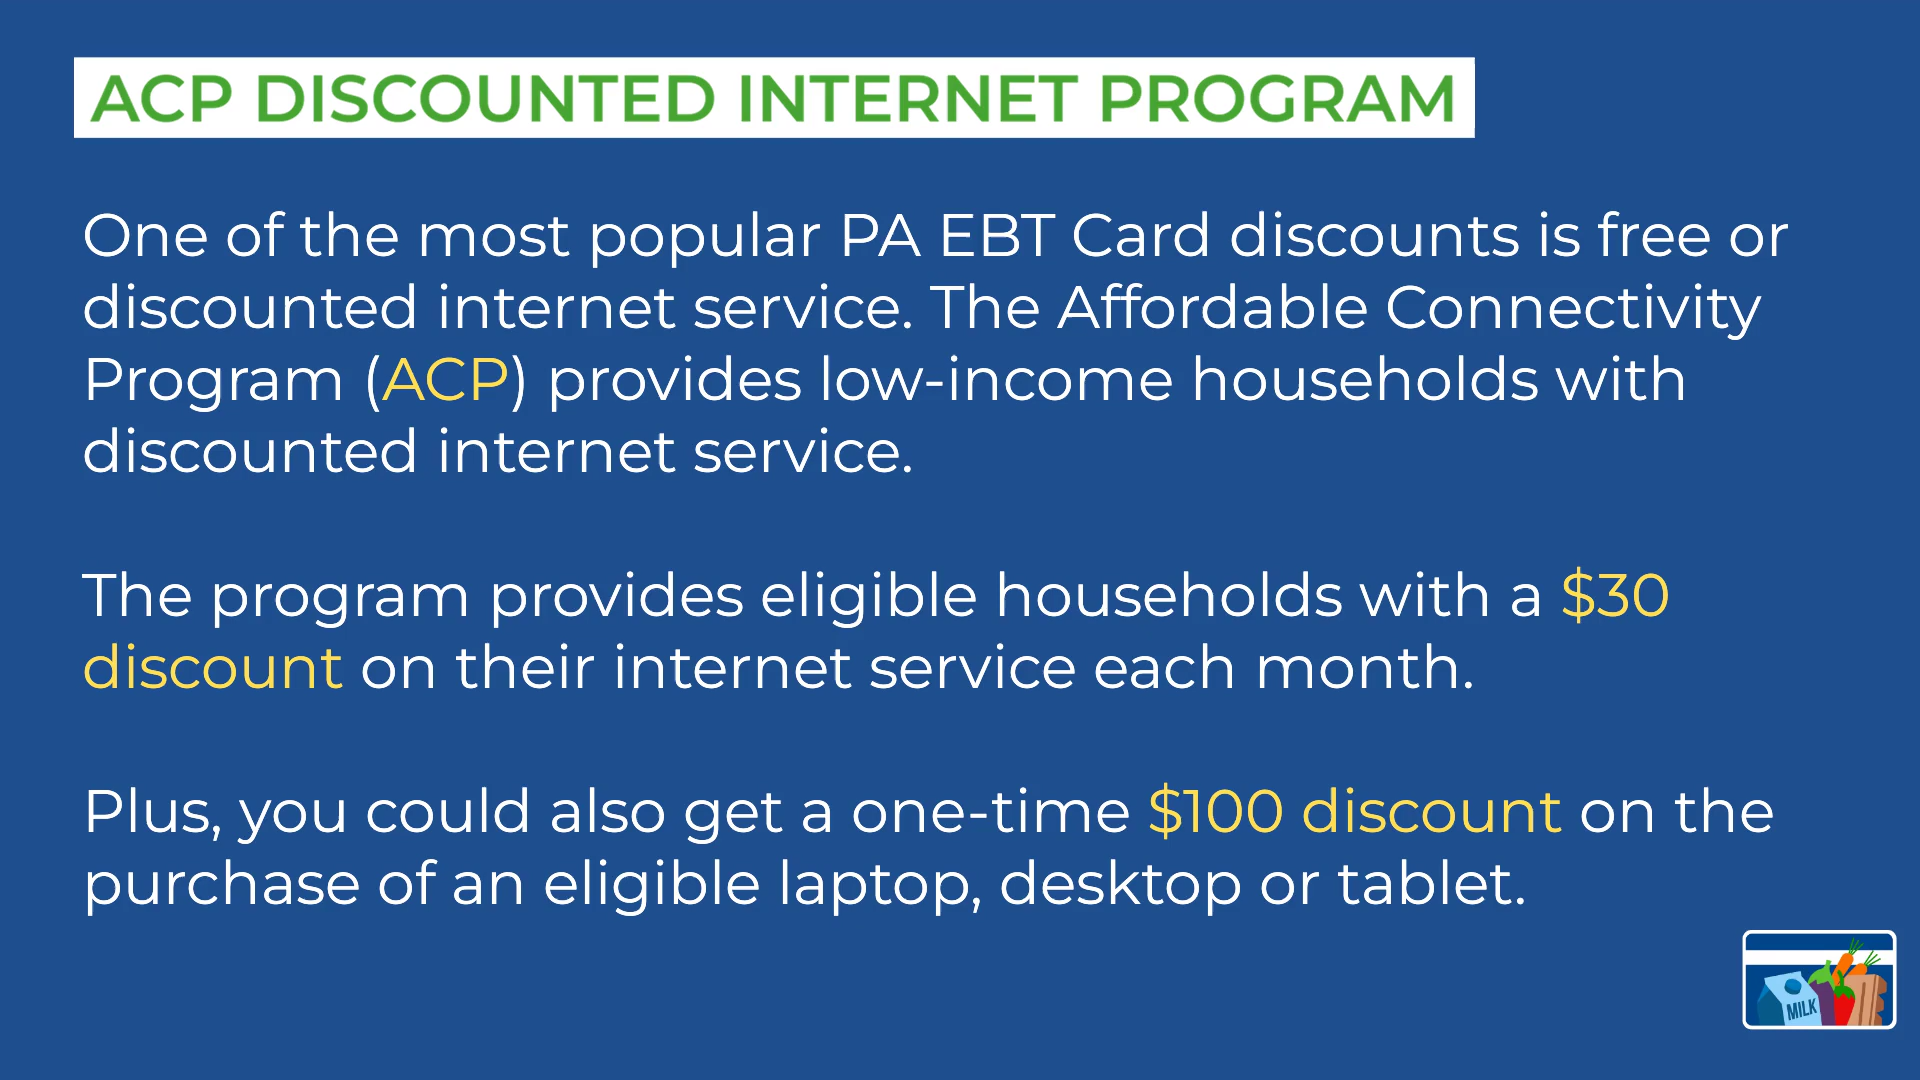 ACP DISCOUNTED INTERNET PROGRAM
One of the most popular PA EBT Card discounts is free or
discounted internet service. The Affordable Connectivity
Program (ACP) provides low-income households with
discounted internet service.
The program provides eligible households with a $30
discount on their internet service each month.
Plus, you could also get a one-time $100 discount on the
purchase of an eligible laptop, desktop or tablet.
MILK